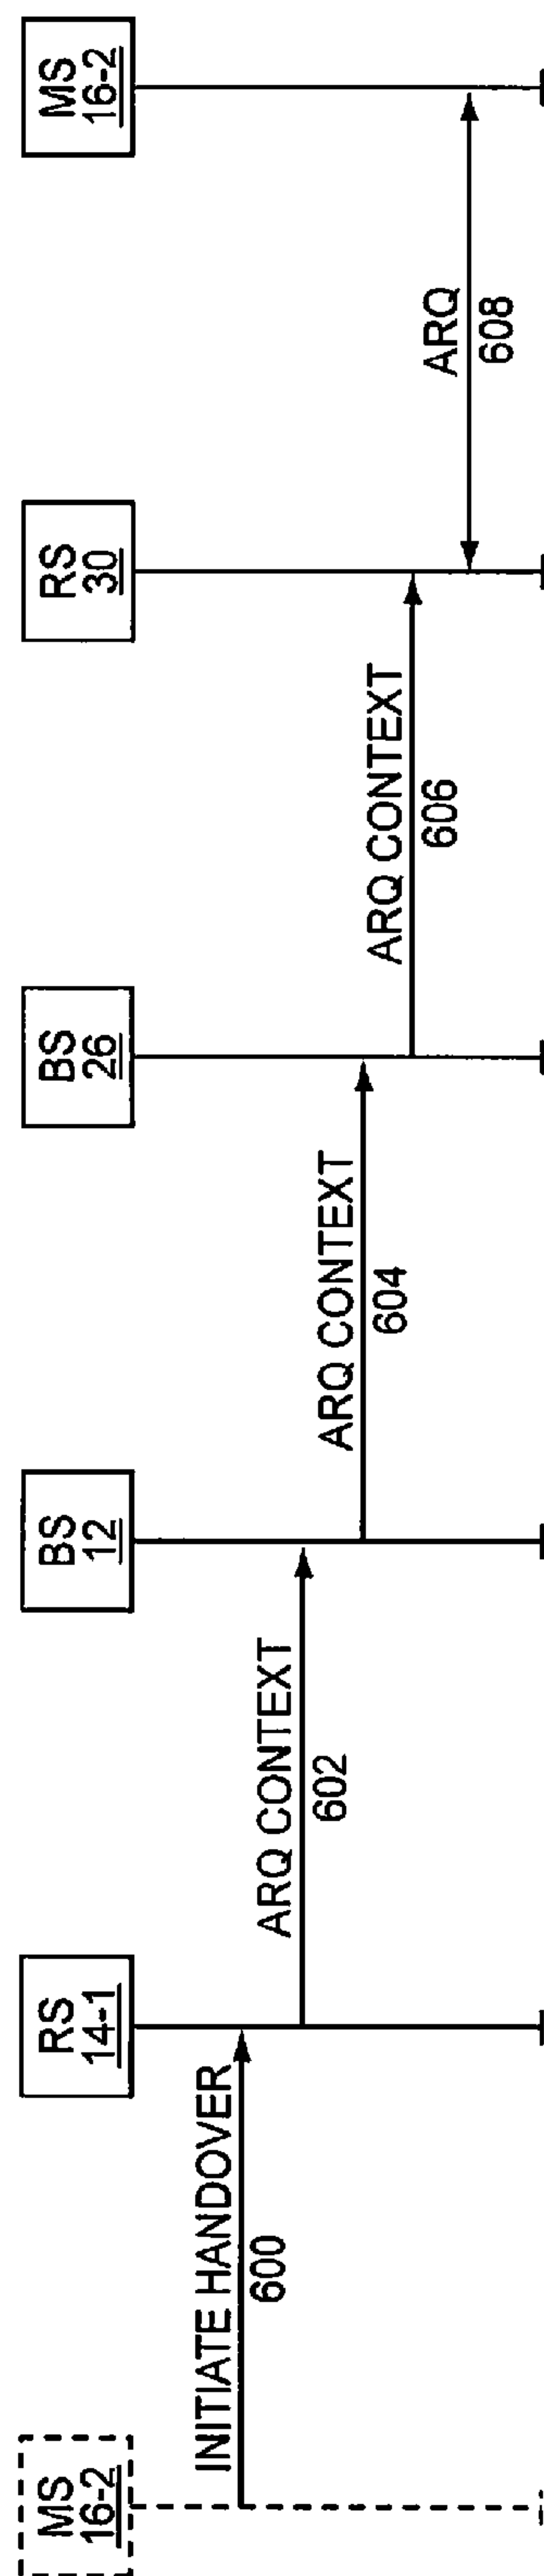 MS
16-2
RS
14-1
BS
12
BS
26
RS
30
MS
16-2
INITIATE HANDOVER
600
ARQ CONTEXT
602
ARQ CONTEXT
604
ARQ CONTEXT
606
ARQ
608